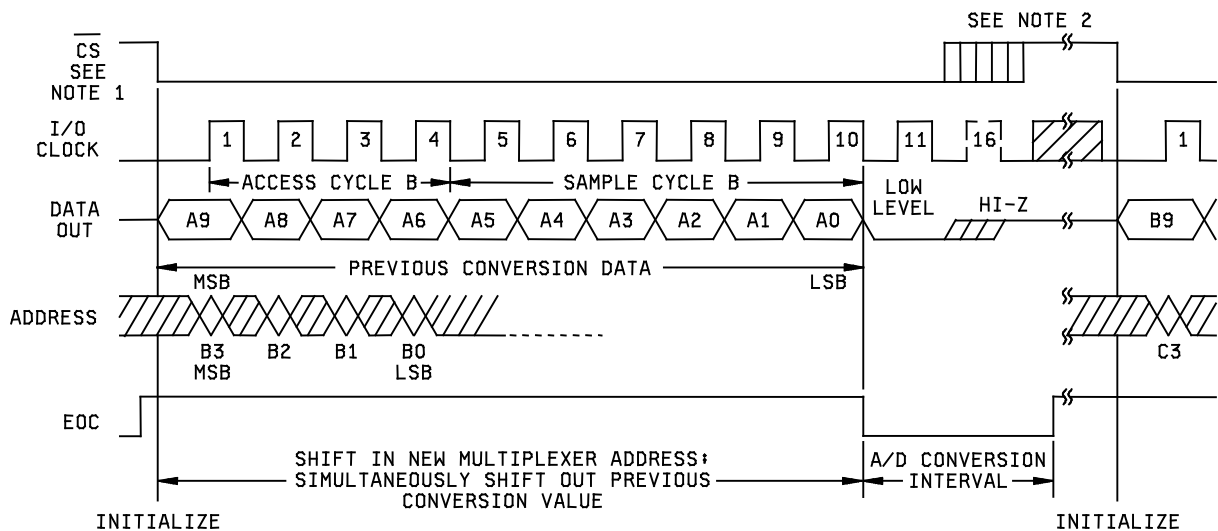 SEE NOTE 2
CS
SEE
NOTE 1
I/O
CLOCK
1 2 3 4 5 6 7 8 9 10 11 16 1
ACCESS CYCLE B
SAMPLE CYCLE B
LOW
LEVEL
HI-Z
DATA
OUT
A9 A8 A7 A6 A5 A4 A3 A2 A1 A0 B9
PREVIOUS CONVERSION DATA
MSB
LSB
ADDRESS
B3 B2 B1 B0 C3
MSB LSB
EOC
SHIFT IN NEW MULTIPLEXER ADDRESS:
SIMULTANEOUSLY SHIFT OUT PREVIOUS
CONVERSION VALUE
A/D CONVERSION
INTERVAL
INITIALIZE
INITIALIZE